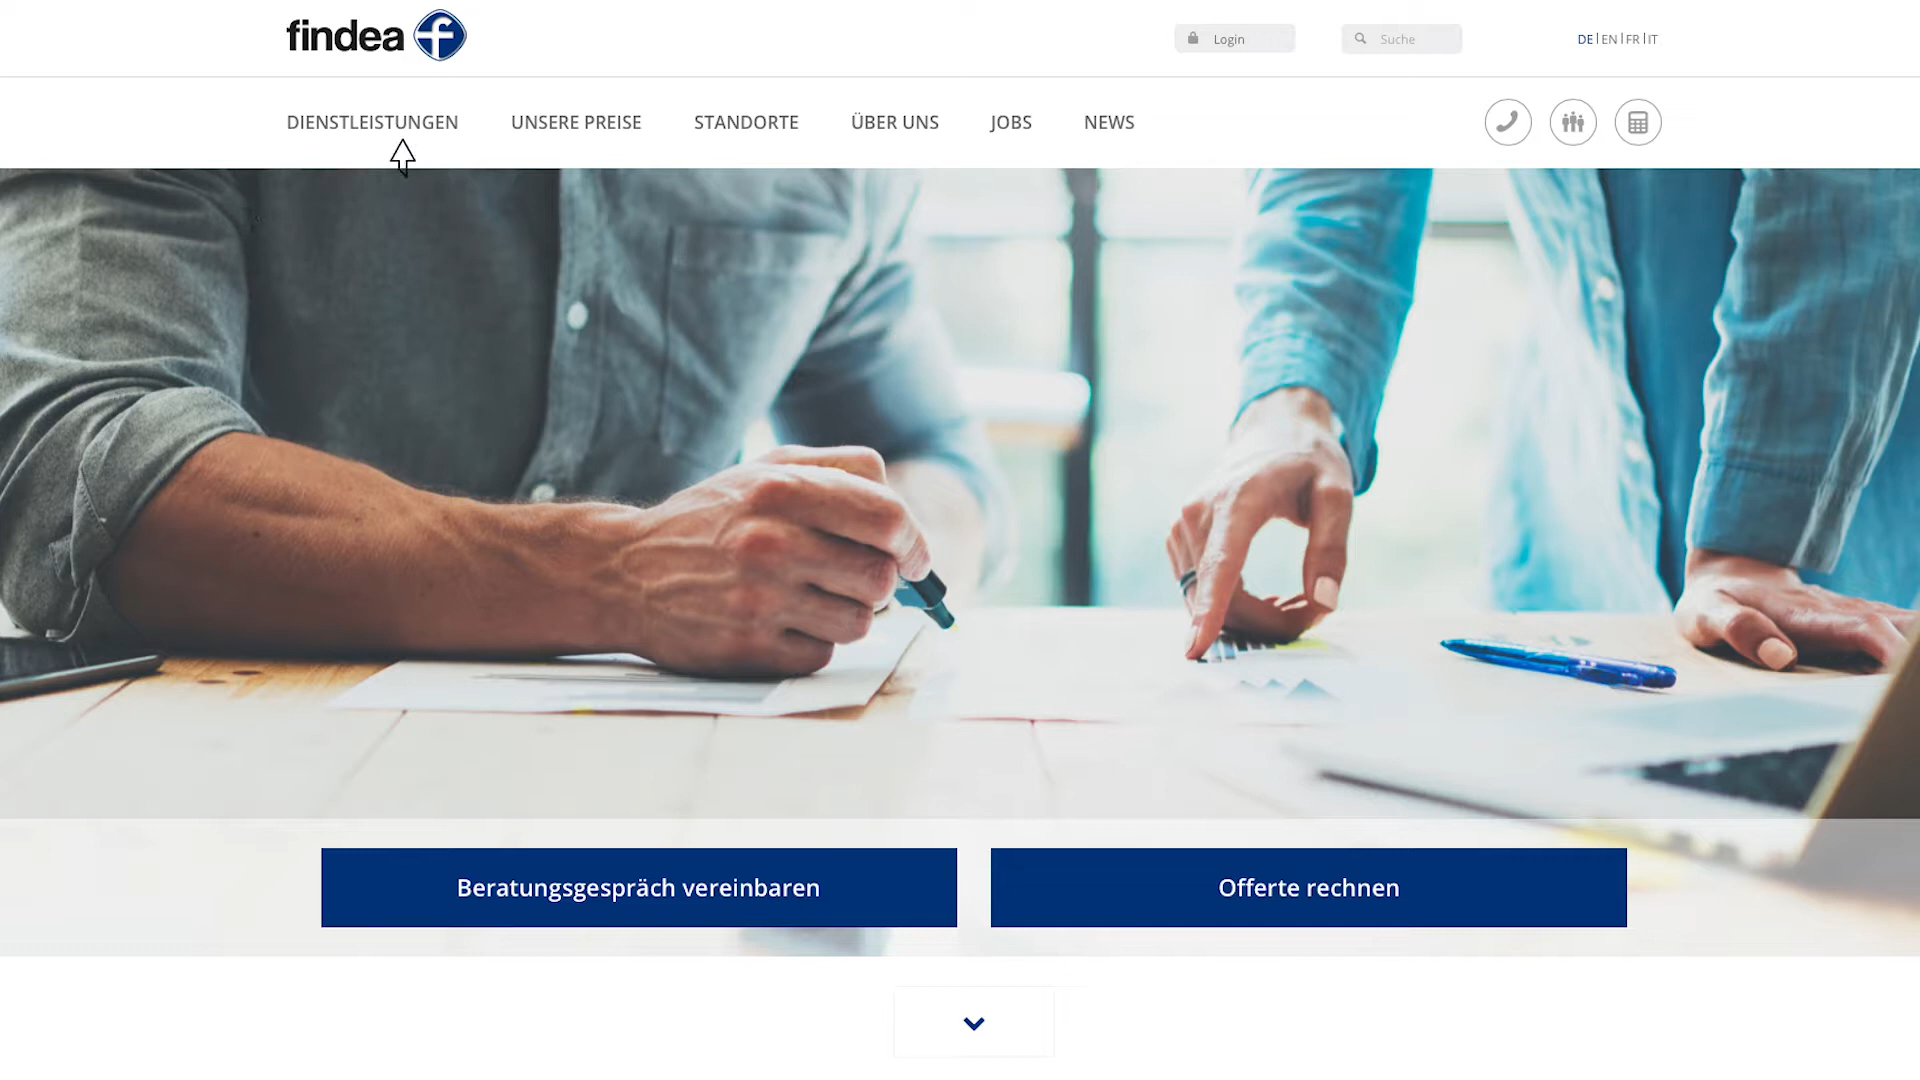 findea f
Login
Suche
DE | EN | FR | IT
DIENSTLEISTUNGEN
UNSERE PREISE
STANDORTE
ÜBER UNS
JOBS
NEWS
Beratungsgespräch vereinbaren
Offerte rechnen